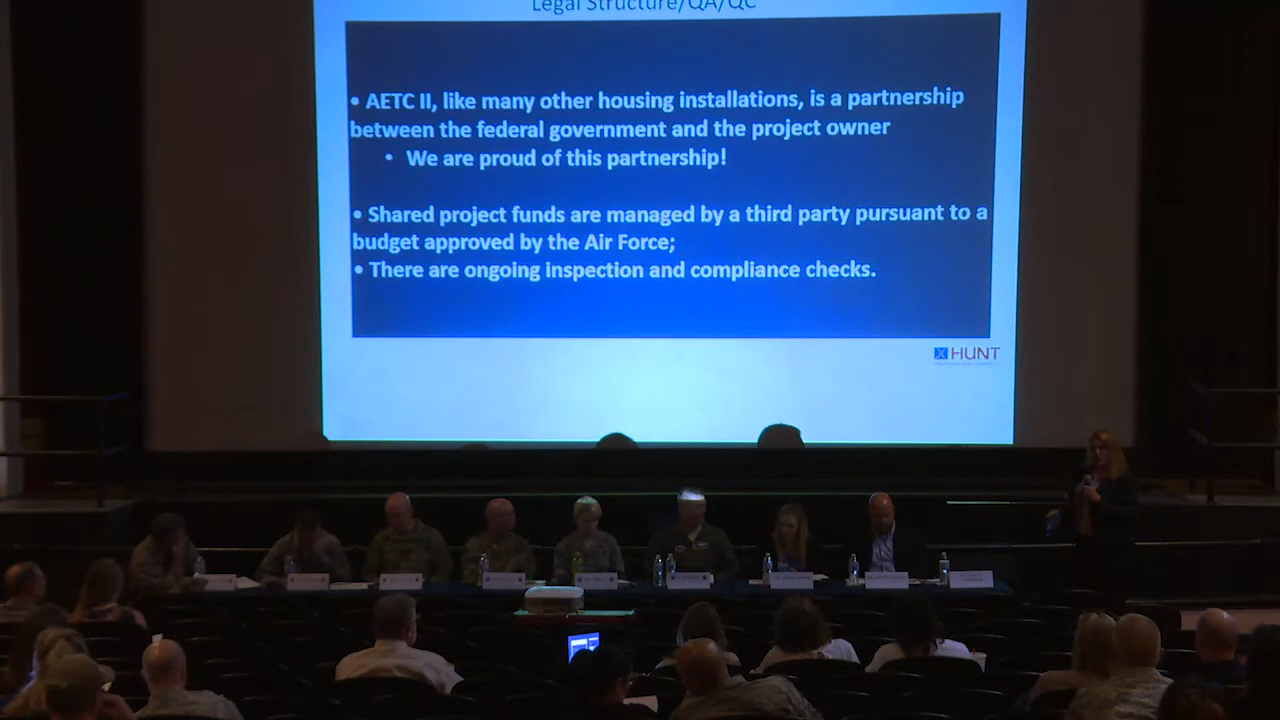 Legal Structure/QA/QC
• AETC II, like many other housing installations, is a partnership
between the federal government and the project owner
• We are proud of this partnership!
• Shared project funds are managed by a third party pursuant to a
budget approved by the Air Force;
• There are ongoing inspection and compliance checks.
HUNT